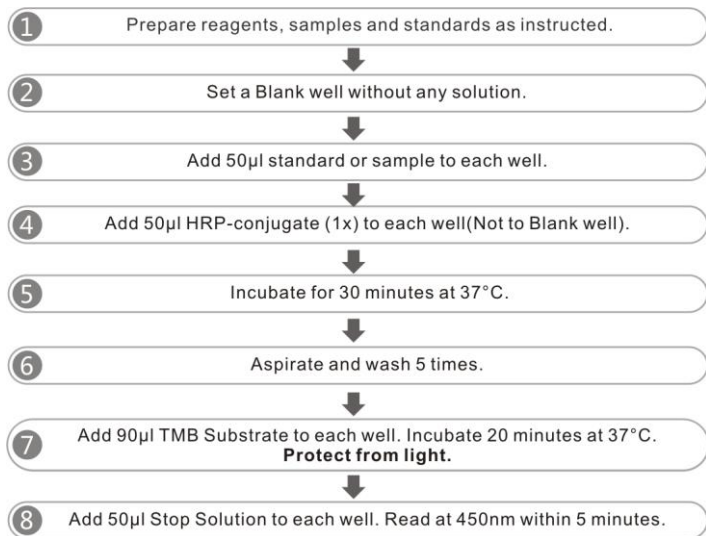 1 Prepare reagents, samples and standards as instructed.
2 Set a Blank well without any solution.
3 Add 50μl standard or sample to each well.
4 Add 50μl HRP-conjugate (1x) to each well(Not to Blank well).
5 Incubate for 30 minutes at 37°C.
6 Aspirate and wash 5 times.
7 Add 90μl TMB Substrate to each well. Incubate 20 minutes at 37°C.
Protect from light.
8 Add 50μl Stop Solution to each well. Read at 450nm within 5 minutes.